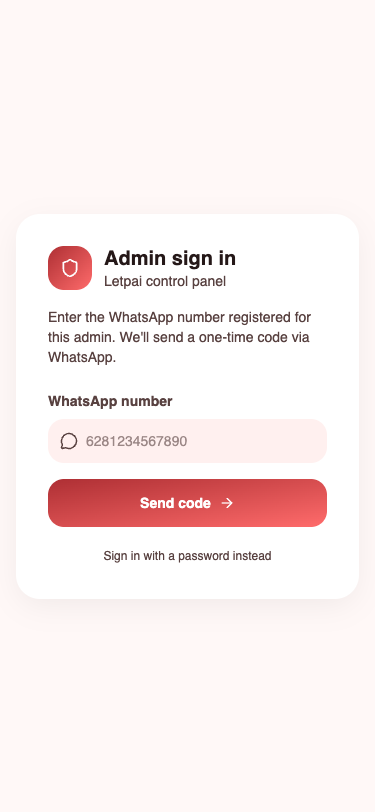 Admin sign in
Letpai control panel
Enter the WhatsApp number registered for
this admin. We'll send a one-time code via
WhatsApp.
WhatsApp number
6281234567890
Send code
Sign in with a password instead